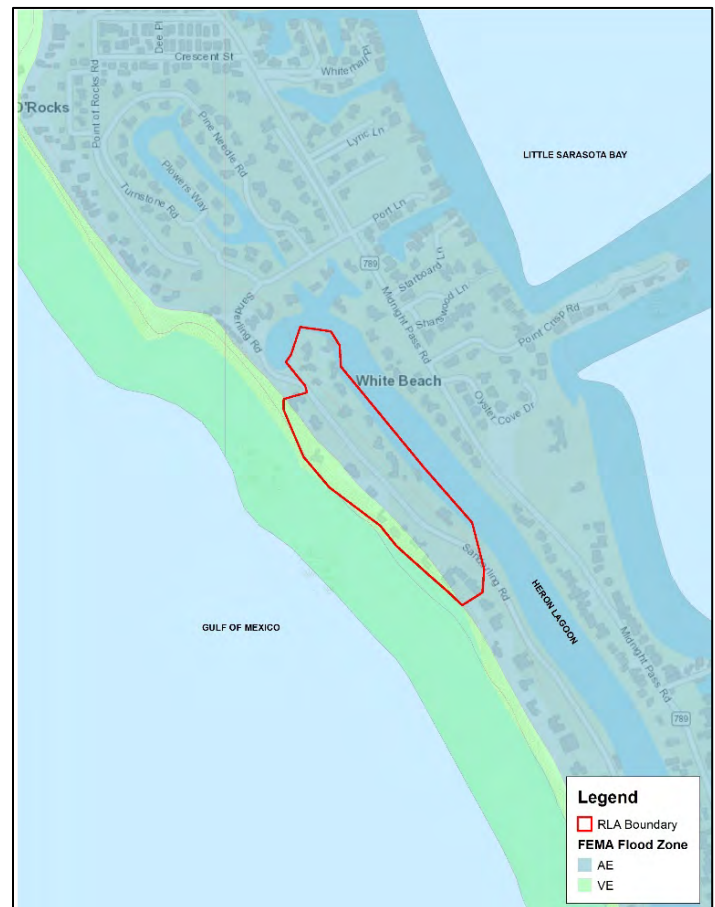 Dee Pl
Crescent St
Whitehall Pl
O'Rocks
Point of Rocks Rd
Pine Needle Rd
Lync Ln
LITTLE SARASOTA BAY
Plowers Way
Turnstone Rd
Port Ln
789
Starboard Ln
Sharswood Ln
Midnight Pass Rd
Point Crisp Rd
Sanderling Rd
White Beach
Oyster Cove Dr
Sanderling Rd
HERON LAGOON
GULF OF MEXICO
Midnight Pass Rd
789
Legend
RLA Boundary
FEMA Flood Zone
AE
VE